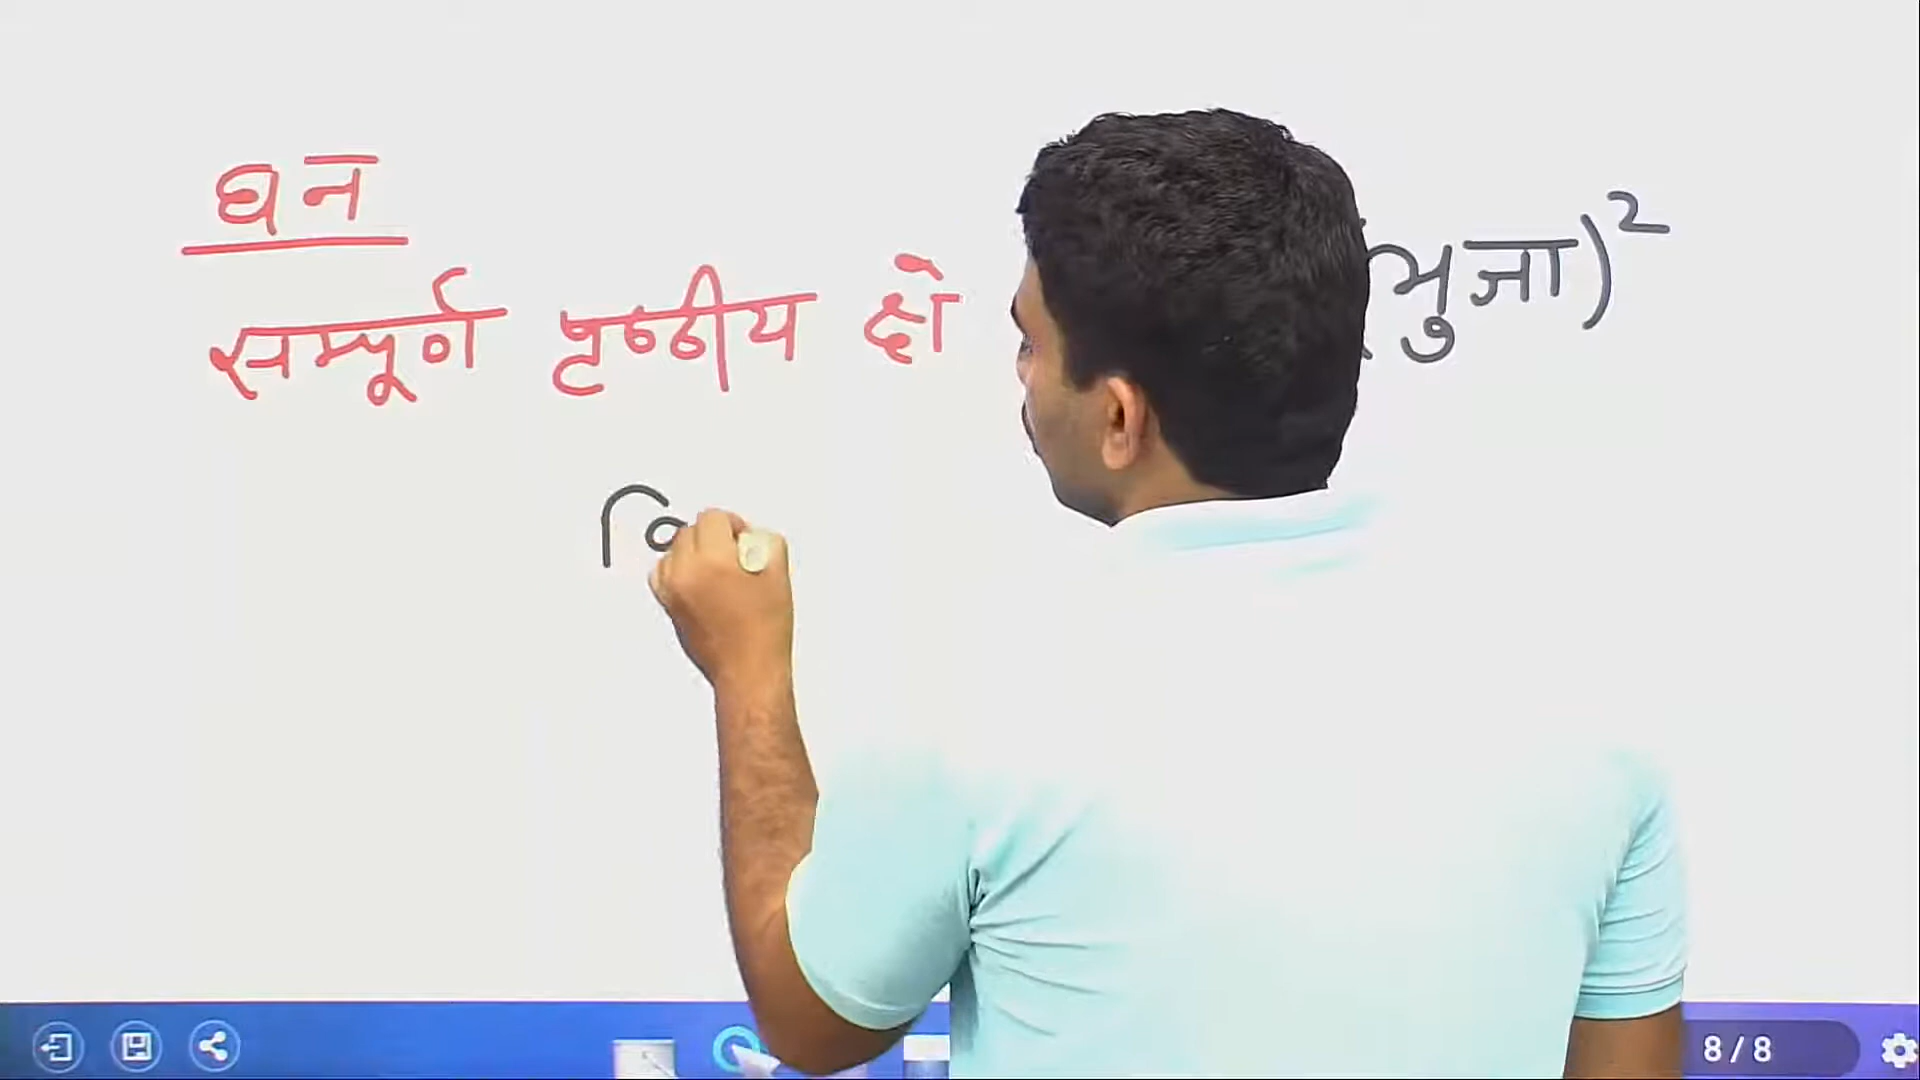 घन
सम्पूर्ण पृष्ठीय क्षे (भुजा)²
वि
8/8